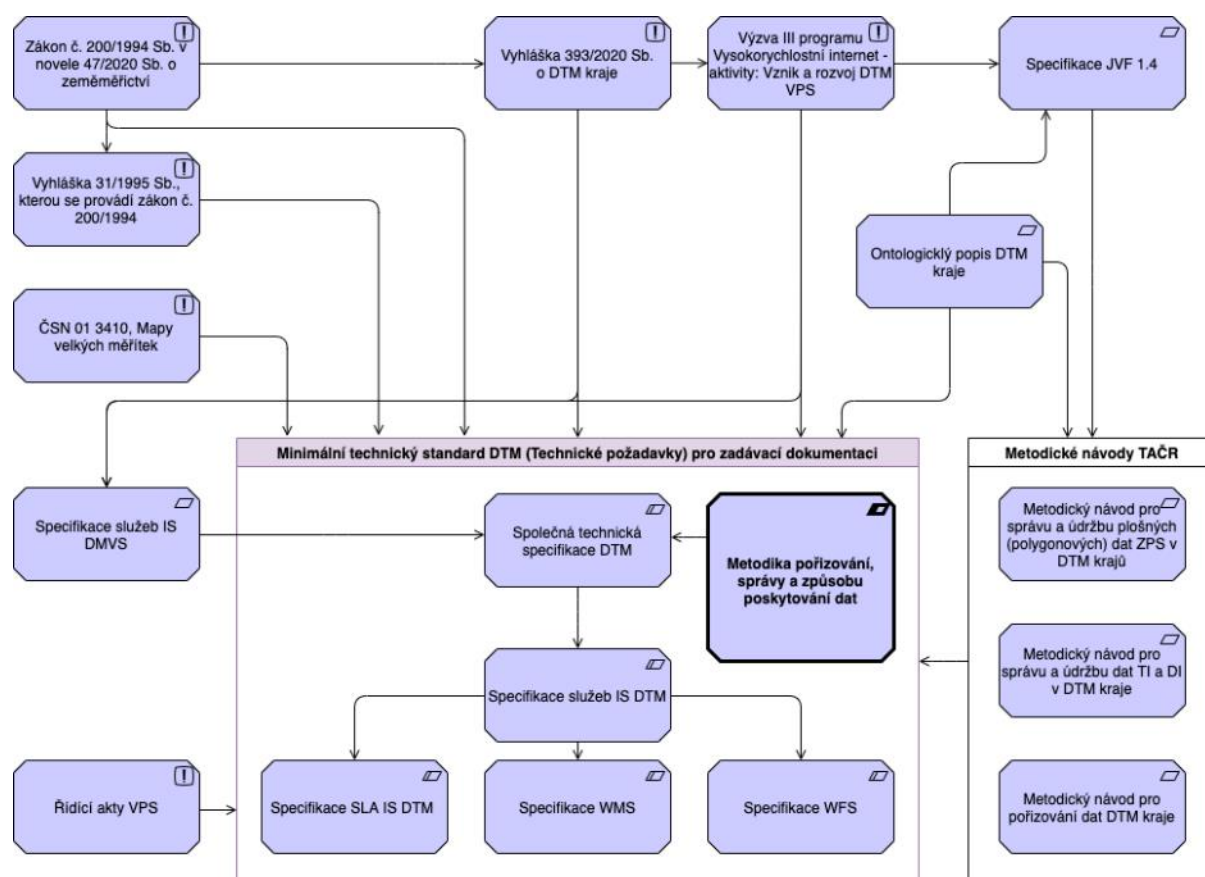 Zákon č. 200/1994 Sb. v
novele 47/2020 Sb. o
zeměměřictví
Vyhláška 393/2020 Sb.
o DTM kraje
Výzva III programu
Vysokorychlostní internet -
aktivity: Vznik a rozvoj DTM
VPS
Specifikace JVF 1.4
Vyhláška 31/1995 Sb.,
kterou se provádí zákon č.
200/1994
Ontologicklý popis DTM
kraje
ČSN 01 3410, Mapy
velkých měřítek
Minimální technický standard DTM (Technické požadavky) pro zadávací dokumentaci
Metodické návody TAČR
Specifikace služeb IS
DMVS
Společná technická
specifikace DTM
Metodika pořizování,
správy a způsobu
poskytování dat
Metodický návod pro
správu a údržbu plošných
(polygonových) dat ZPS v
DTM krajů
Specifikace služeb IS DTM
Metodický návod pro
správu a údržbu dat TI a DI
v DTM kraje
Řídící akty VPS
Specifikace SLA IS DTM
Specifikace WMS
Specifikace WFS
Metodický návod pro
pořizování dat DTM kraje